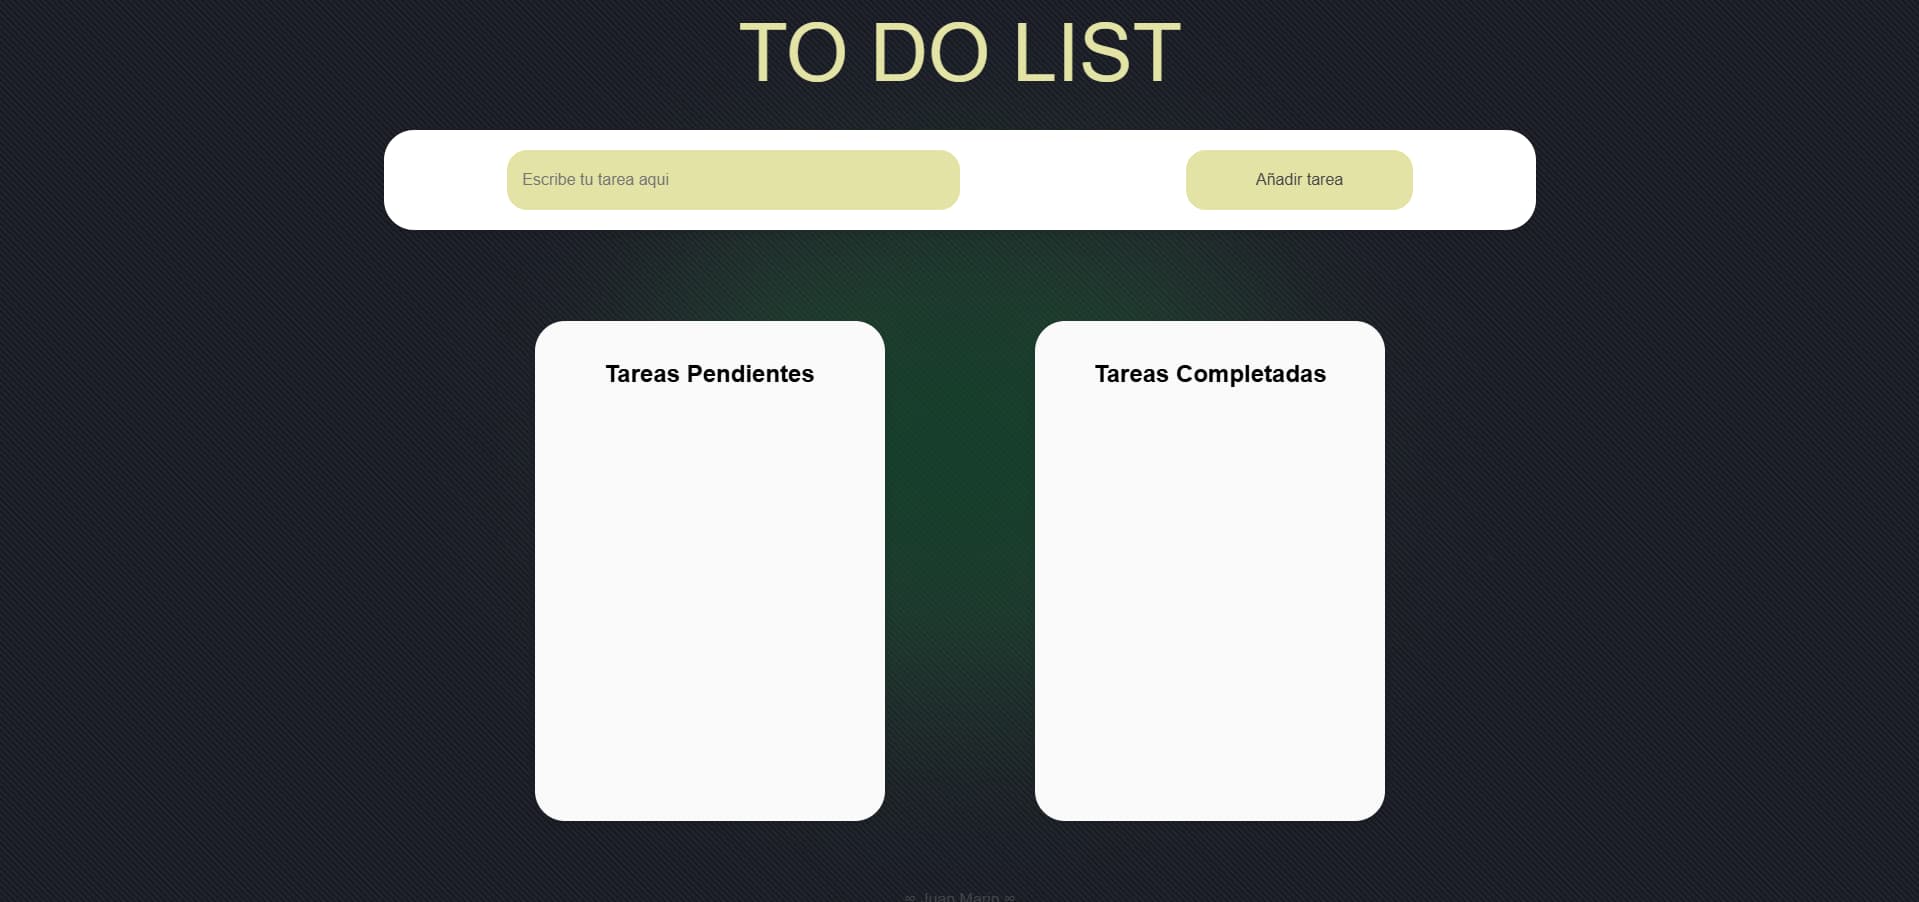 TO DO LIST
Escribe tu tarea aqui
Añadir tarea
Tareas Pendientes
Tareas Completadas
∞ Juan Marin ∞